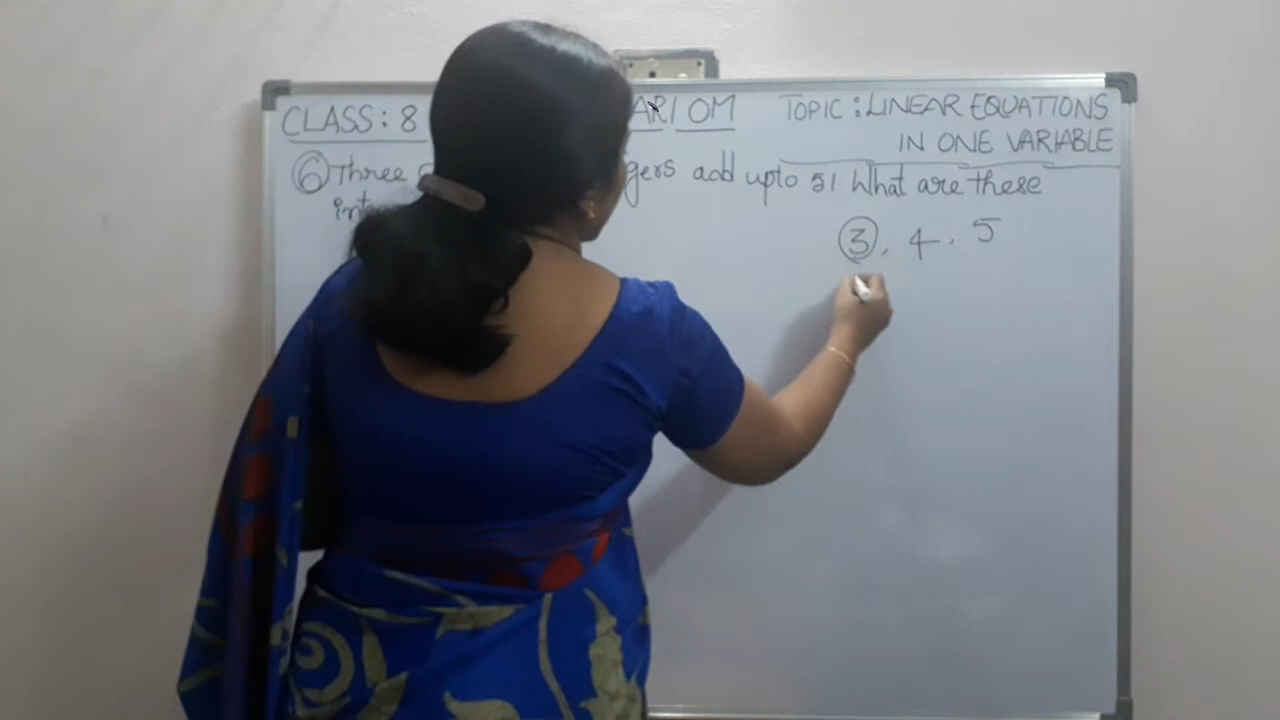 CLASS: 8 ARI OM TOPIC: LINEAR EQUATIONS
IN ONE VARIABLE
6 Three gers add upto 51 What are these
inte
3, 4, 5